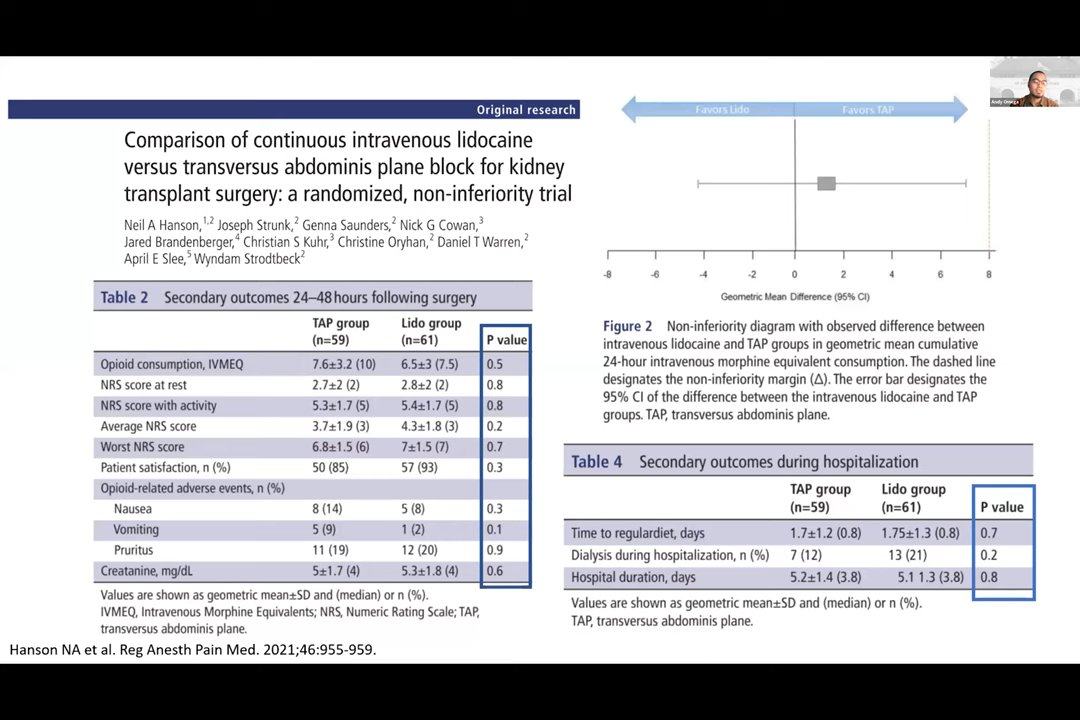 Original research
Comparison of continuous intravenous lidocaine
versus transversus abdominis plane block for kidney
transplant surgery: a randomized, non-inferiority trial
Neil A Hanson,1,2 Joseph Strunk,2 Genna Saunders,2 Nick G Cowan,3
Jared Brandenberger,4 Christian S Kuhr,3 Christine Oryhan,2 Daniel T Warren,2
April E Slee,5 Wyndam Strodtbeck2
Table 2 Secondary outcomes 24–48 hours following surgery
TAP group Lido group
(n=59) (n=61) P value
Opioid consumption, IVMEQ 7.6±3.2 (10) 6.5±3 (7.5) 0.5
NRS score at rest 2.7±2 (2) 2.8±2 (2) 0.8
NRS score with activity 5.3±1.7 (5) 5.4±1.7 (5) 0.8
Average NRS score 3.7±1.9 (3) 4.3±1.8 (3) 0.2
Worst NRS score 6.8±1.5 (6) 7±1.5 (7) 0.7
Patient satisfaction, n (%) 50 (85) 57 (93) 0.3
Opioid-related adverse events, n (%)
Nausea 8 (14) 5 (8) 0.3
Vomiting 5 (9) 1 (2) 0.1
Pruritus 11 (19) 12 (20) 0.9
Creatanine, mg/dL 5±1.7 (4) 5.3±1.8 (4) 0.6
Values are shown as geometric mean±SD and (median) or n (%).
IVMEQ, Intravenous Morphine Equivalents; NRS, Numeric Rating Scale; TAP,
transversus abdominis plane.
Hanson NA et al. Reg Anesth Pain Med. 2021;46:955-959.
Andy Omega
Favors Lido Favors TAP
-8 -6 -4 -2 0 2 4 6 8
Geometric Mean Difference (95% CI)
Figure 2 Non-inferiority diagram with observed difference between
intravenous lidocaine and TAP groups in geometric mean cumulative
24-hour intravenous morphine equivalent consumption. The dashed line
designates the non-inferiority margin (Δ). The error bar designates the
95% CI of the difference between the intravenous lidocaine and TAP
groups. TAP, transversus abdominis plane.
Table 4 Secondary outcomes during hospitalization
TAP group Lido group
(n=59) (n=61) P value
Time to regulardiet, days 1.7±1.2 (0.8) 1.75±1.3 (0.8) 0.7
Dialysis during hospitalization, n (%) 7 (12) 13 (21) 0.2
Hospital duration, days 5.2±1.4 (3.8) 5.1 1.3 (3.8) 0.8
Values are shown as geometric mean±SD and (median) or n (%).
TAP, transversus abdominis plane.